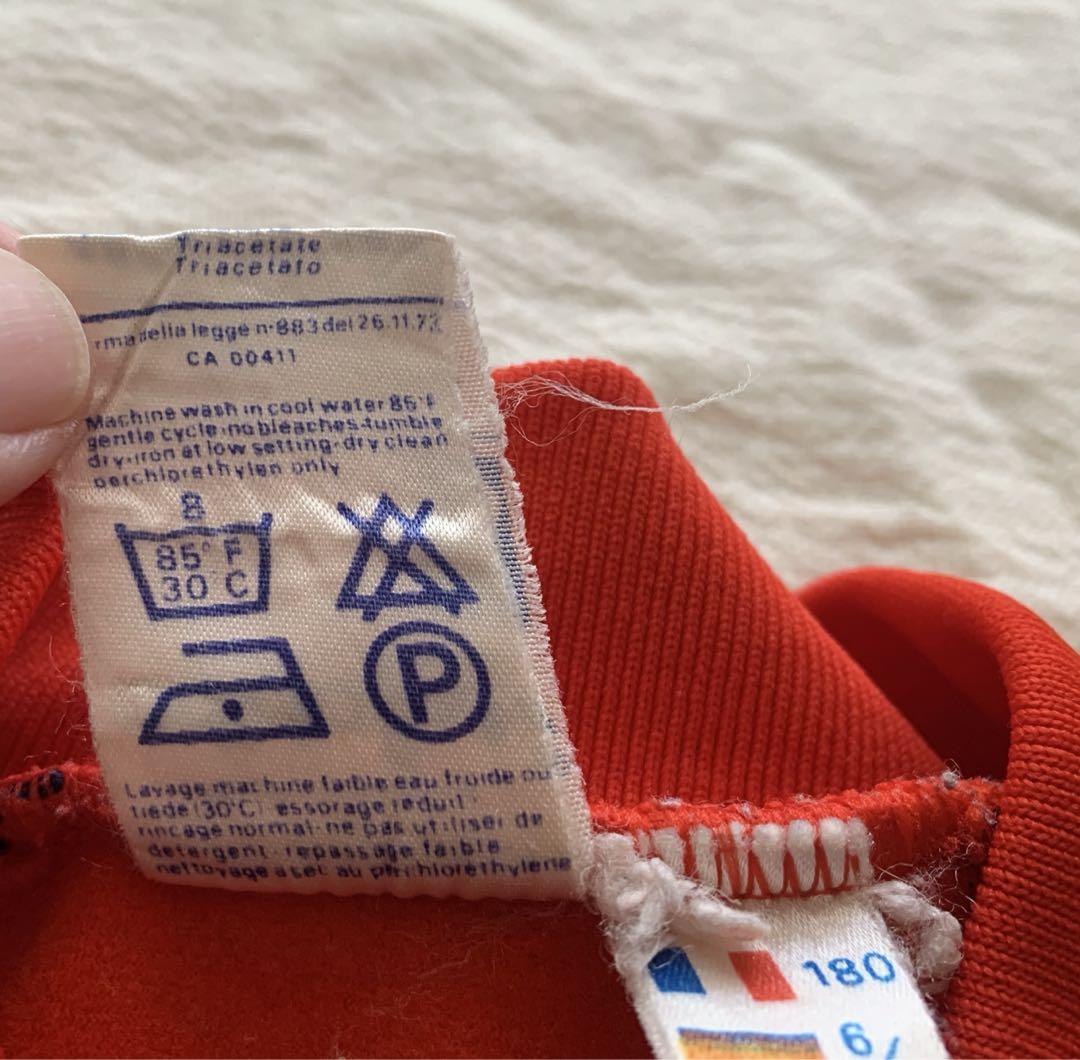 Triacetate
Triacetato
rma della legge n·883 del 26.11.73
CA 00411
Machine wash in cool water 85°F
gentle cycle·no bleaches·tumble
dry·iron at low setting·dry clean
perchlorethylen only
8
85°F
30°C
P
Lavage machine faible eau froide ou
tiede (30°C) essorage reduit·
rincage normal·ne pas utiliser de
detergent·repassage faible
nettoyage a sec au perchlorethylene
180
6/